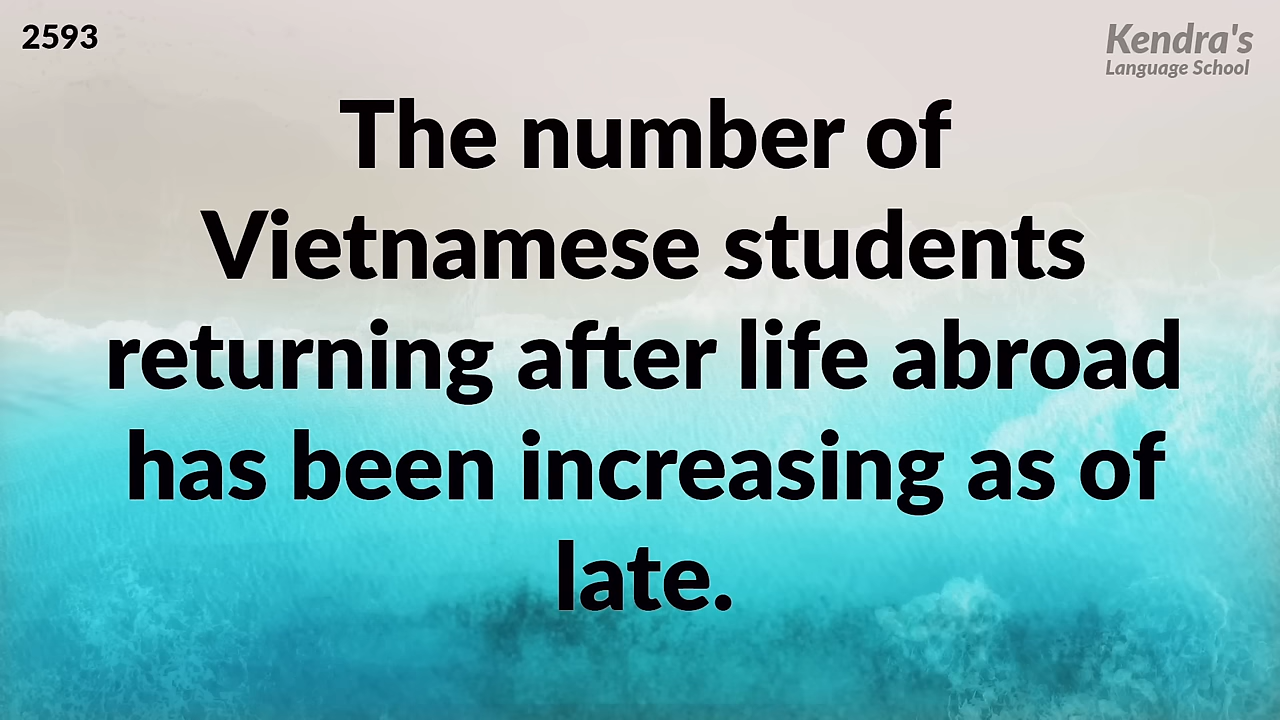 2593
Kendra's
Language School
The number of
Vietnamese students
returning after life abroad
has been increasing as of
late.